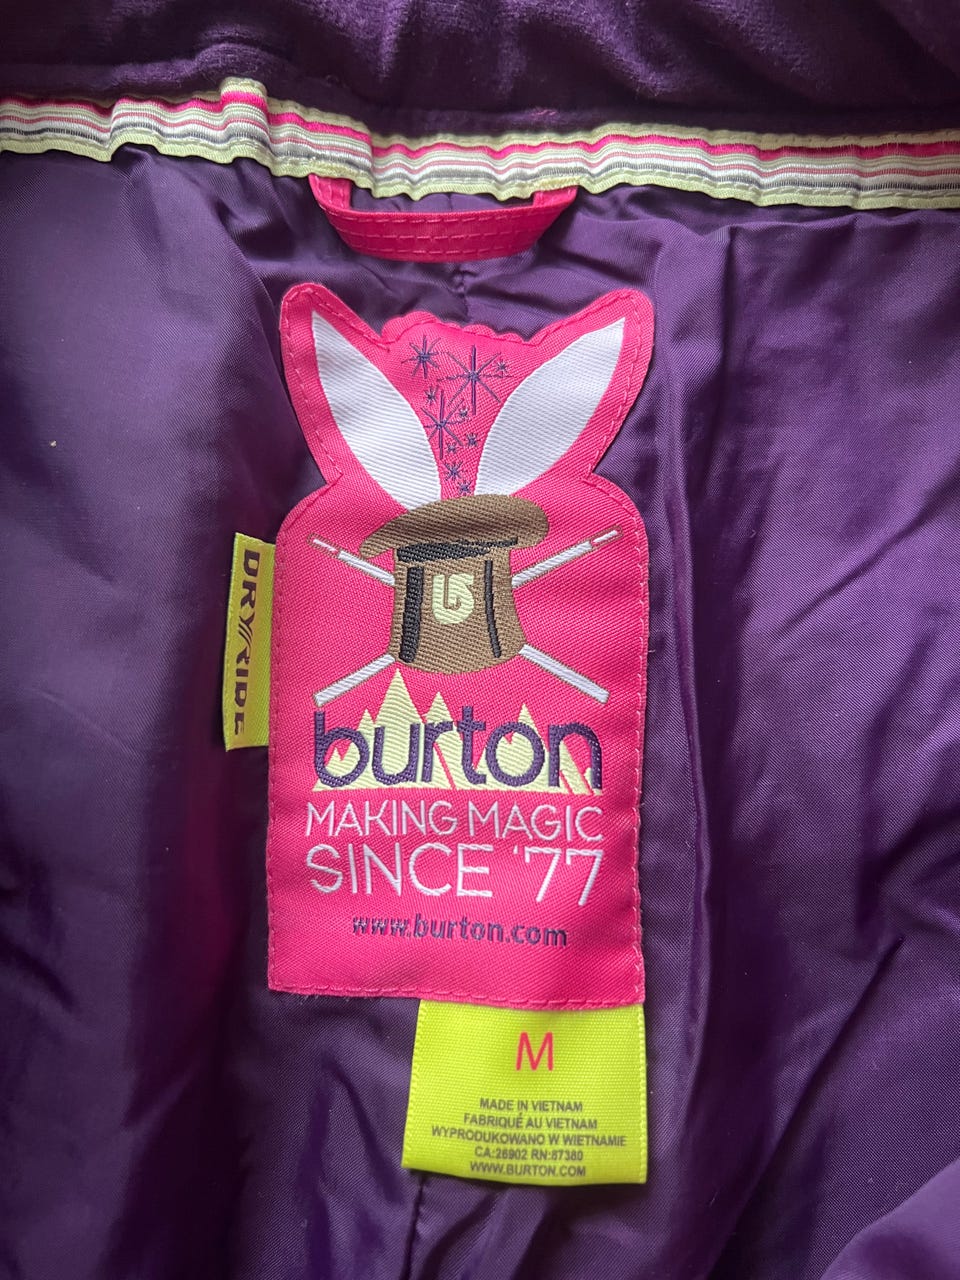 DRYRIDE
burton
MAKING MAGIC
SINCE '77
www.burton.com
M
MADE IN VIETNAM
FABRIQUÉ AU VIETNAM
WYPRODUKOWANO W WIETNAMIE
CA:26902 RN:87380
WWW.BURTON.COM